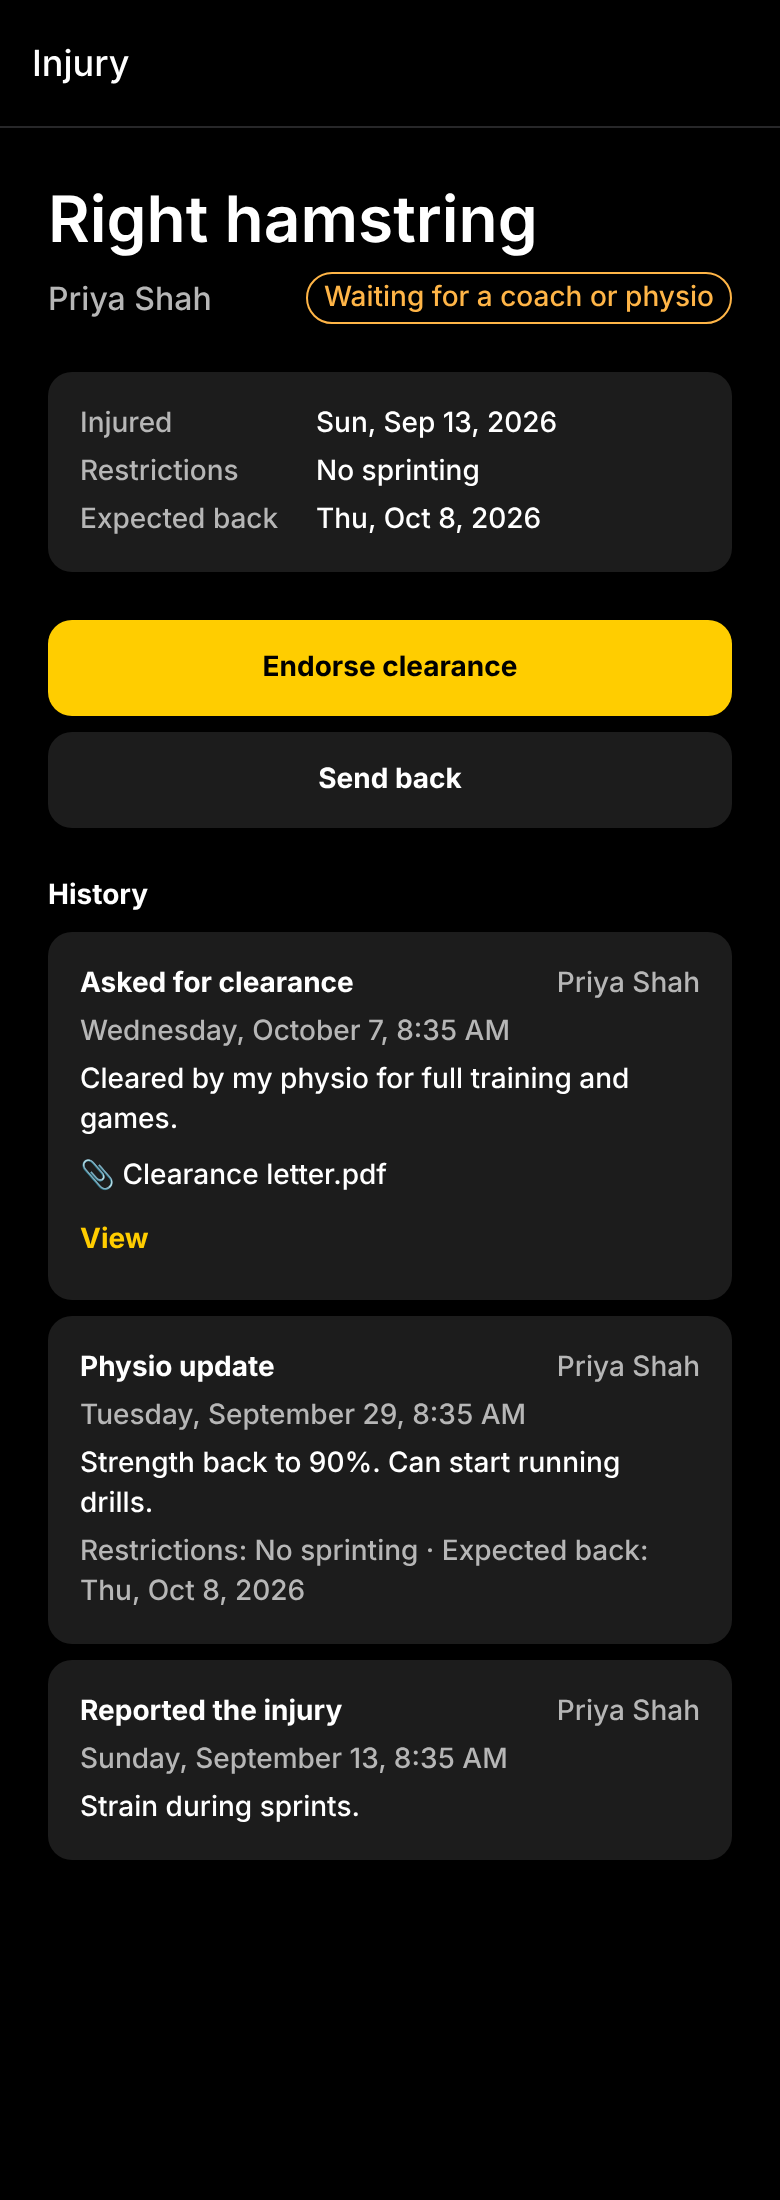 Injury
Right hamstring
Priya Shah
Waiting for a coach or physio
Injured Sun, Sep 13, 2026
Restrictions No sprinting
Expected back Thu, Oct 8, 2026
Endorse clearance
Send back
History
Asked for clearance Priya Shah
Wednesday, October 7, 8:35 AM
Cleared by my physio for full training and
games.
📎 Clearance letter.pdf
View
Physio update Priya Shah
Tuesday, September 29, 8:35 AM
Strength back to 90%. Can start running
drills.
Restrictions: No sprinting · Expected back:
Thu, Oct 8, 2026
Reported the injury Priya Shah
Sunday, September 13, 8:35 AM
Strain during sprints.